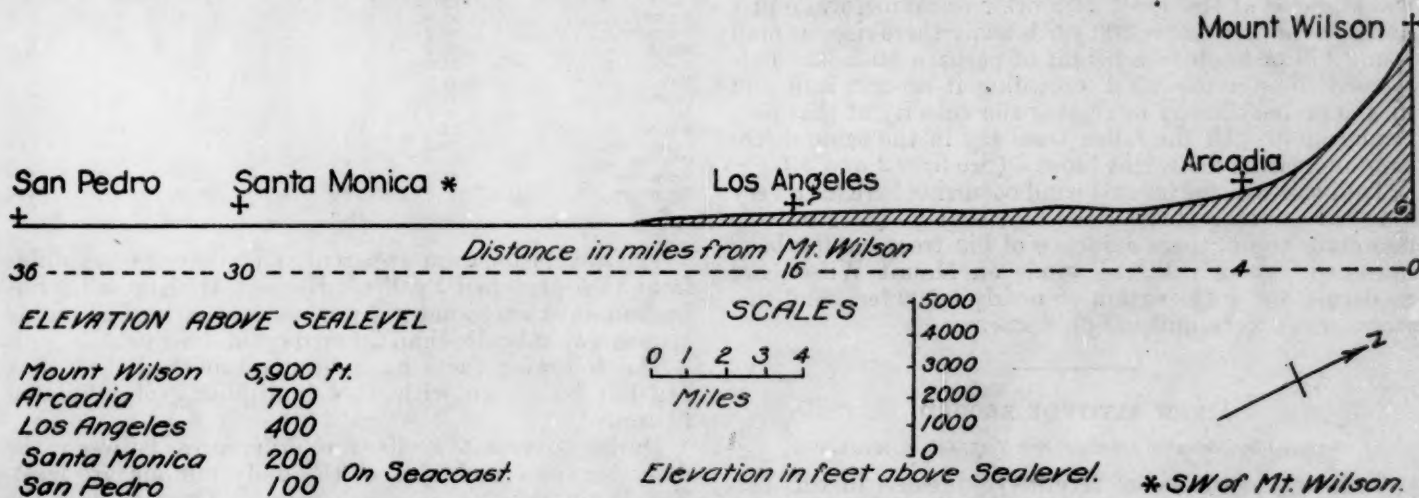 Mount Wilson
San Pedro Santa Monica * Los Angeles Arcadia
Distance in miles from Mt. Wilson
36 30 16 4 0
ELEVATION ABOVE SEALEVEL
Mount Wilson 5,900 ft.
Arcadia 700
Los Angeles 400
Santa Monica 200
San Pedro 100
On Seacoast.
SCALES
0 1 2 3 4
Miles
5000
4000
3000
2000
1000
0
Elevation in feet above Sealevel.
N
* SW of Mt. Wilson.